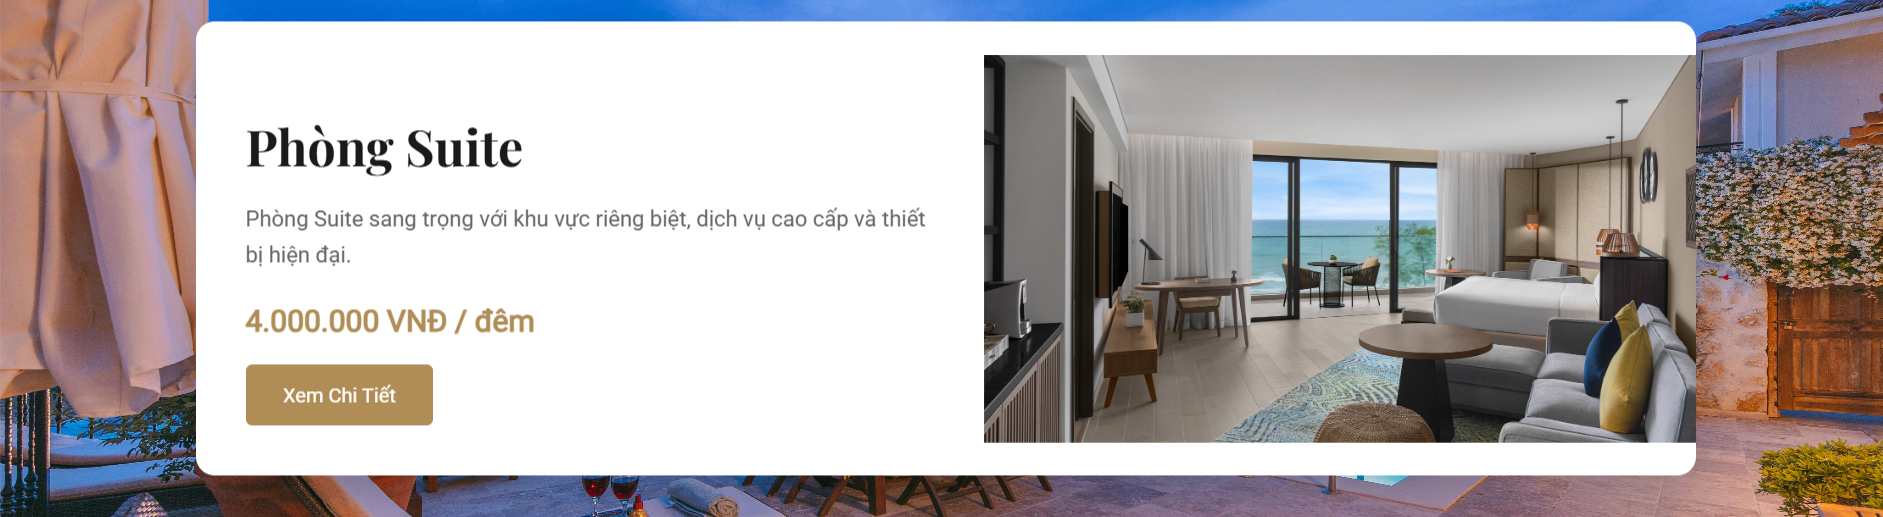 Phòng Suite
Phòng Suite sang trọng với khu vực riêng biệt, dịch vụ cao cấp và thiết
bị hiện đại.
4.000.000 VNĐ / đêm
Xem Chi Tiết